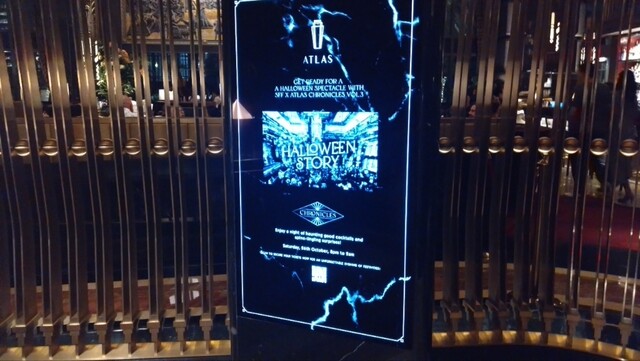 ATLAS
GET READY FOR A
A HALLOWEEN SPECTACLE WITH
SFF X ATLAS CHRONICLES VOL.3
HALLOWEEN
STORY
CHRONICLES
Enjoy a night of haunting good cocktails and
spine-tingling surprises!
Saturday, 26th October, 8pm to 2am